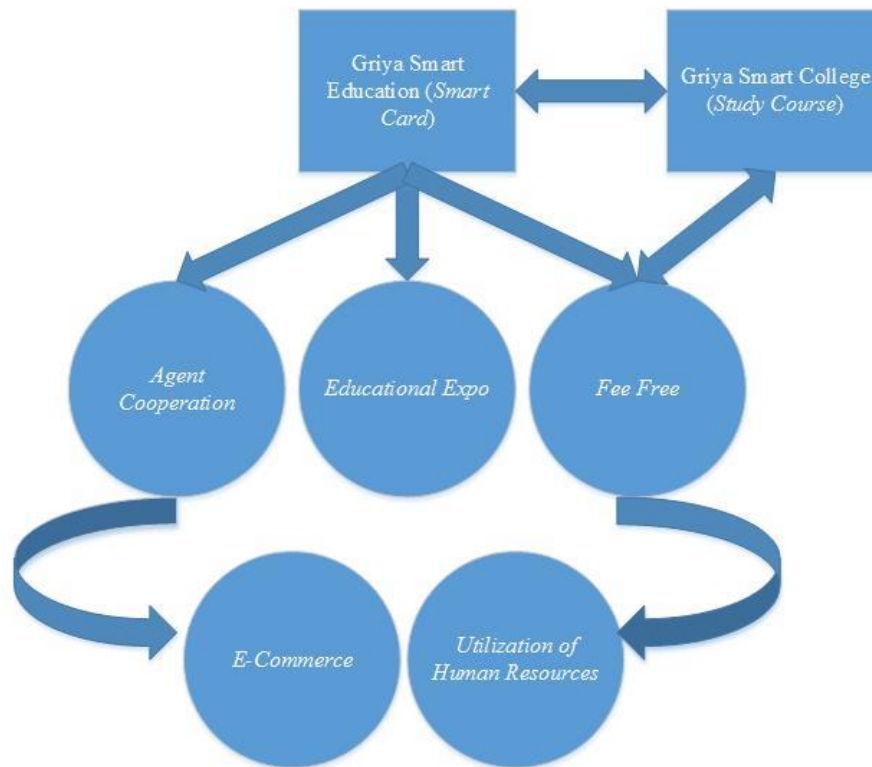 Griya Smart
Education (Smart
Card)
Griya Smart College
(Study Course)
Agent
Cooperation
Educational Expo
Fee Free
E-Commerce
Utilization of
Human Resources